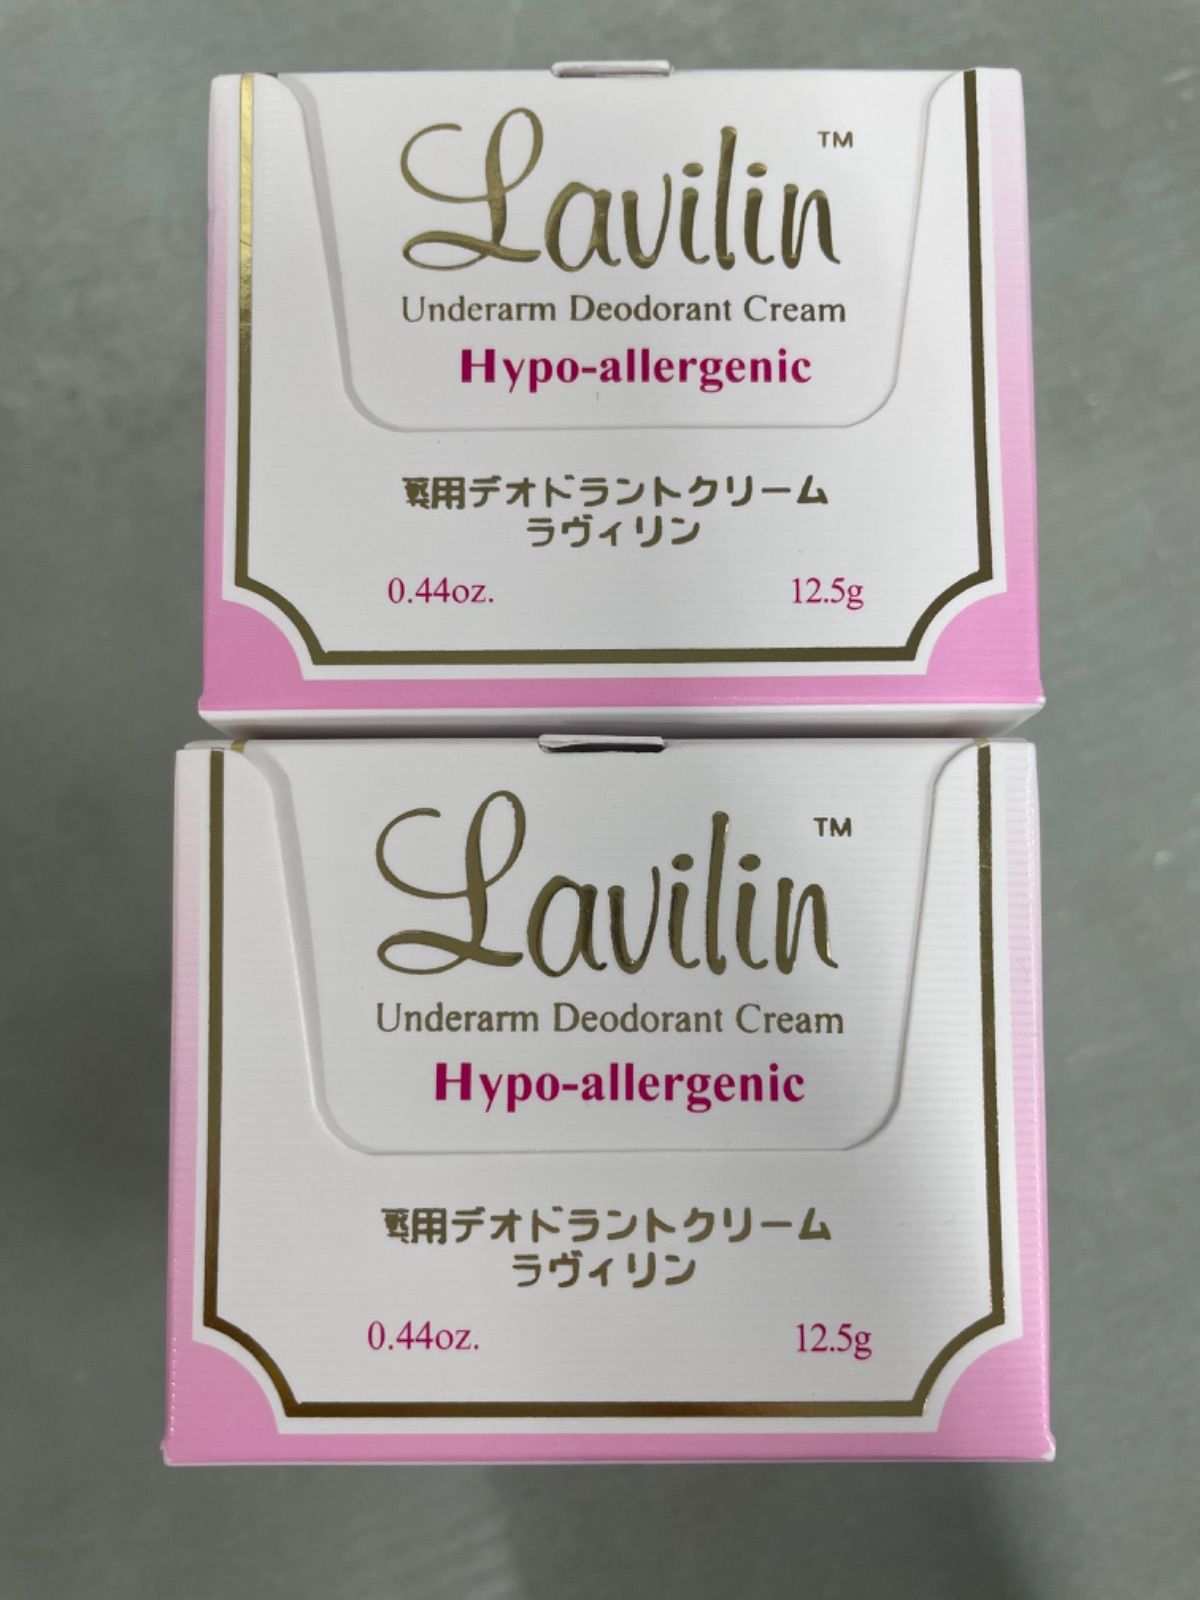 Lavilin™
Underarm Deodorant Cream
Hypo-allergenic
薬用デオドラントクリーム
ラヴィリン
0.44oz. 12.5g
Lavilin™
Underarm Deodorant Cream
Hypo-allergenic
薬用デオドラントクリーム
ラヴィリン
0.44oz. 12.5g